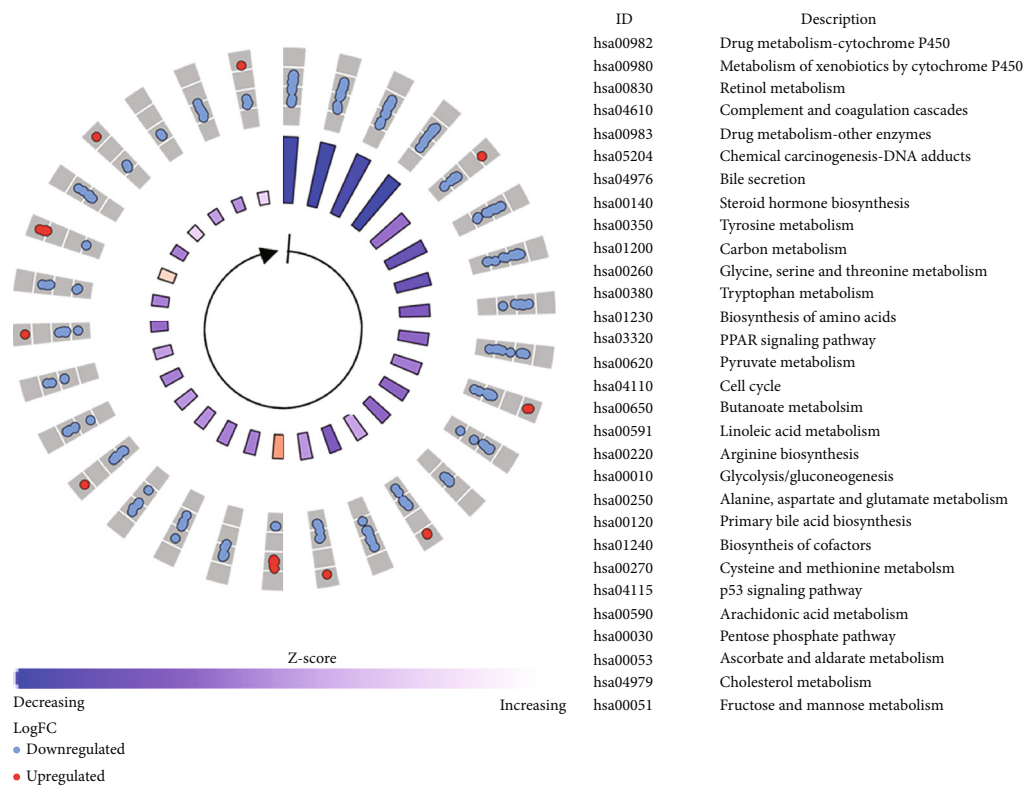 ID Description
hsa00982 Drug metabolism-cytochrome P450
hsa00980 Metabolism of xenobiotics by cytochrome P450
hsa00830 Retinol metabolism
hsa04610 Complement and coagulation cascades
hsa00983 Drug metabolism-other enzymes
hsa05204 Chemical carcinogenesis-DNA adducts
hsa04976 Bile secretion
hsa00140 Steroid hormone biosynthesis
hsa00350 Tyrosine metabolism
hsa01200 Carbon metabolism
hsa00260 Glycine, serine and threonine metabolism
hsa00380 Tryptophan metabolism
hsa01230 Biosynthesis of amino acids
hsa03320 PPAR signaling pathway
hsa00620 Pyruvate metabolism
hsa04110 Cell cycle
hsa00650 Butanoate metabolsim
hsa00591 Linoleic acid metabolism
hsa00220 Arginine biosynthesis
hsa00010 Glycolysis/gluconeogenesis
hsa00250 Alanine, aspartate and glutamate metabolism
hsa00120 Primary bile acid biosynthesis
hsa01240 Biosyntheis of cofactors
hsa00270 Cysteine and methionine metabolsm
hsa04115 p53 signaling pathway
hsa00590 Arachidonic acid metabolism
hsa00030 Pentose phosphate pathway
hsa00053 Ascorbate and aldarate metabolism
hsa04979 Cholesterol metabolism
hsa00051 Fructose and mannose metabolism
Z-score
Decreasing Increasing
LogFC
Downregulated
Upregulated